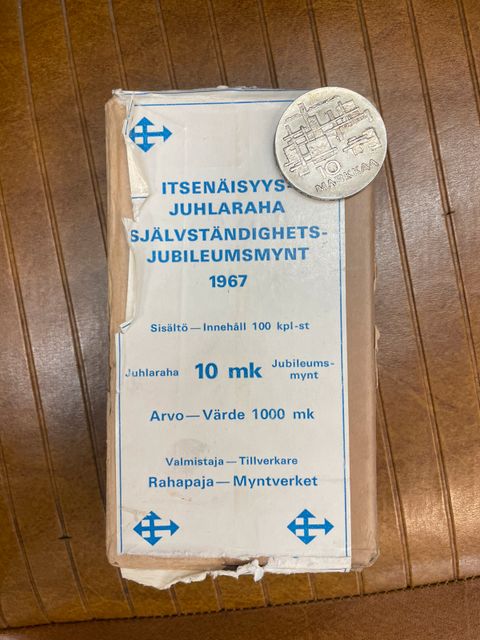 ITSENÄISYYS-
JUHLARAHA
SJÄLVSTÄNDIGHETS-
JUBILEUMSMYNT
1967
Sisältö — Innehåll 100 kpl-st
Juhlaraha 10 mk Jubileums-
mynt
Arvo — Värde 1000 mk
Valmistaja — Tillverkare
Rahapaja — Myntverket
10
MARKKAA